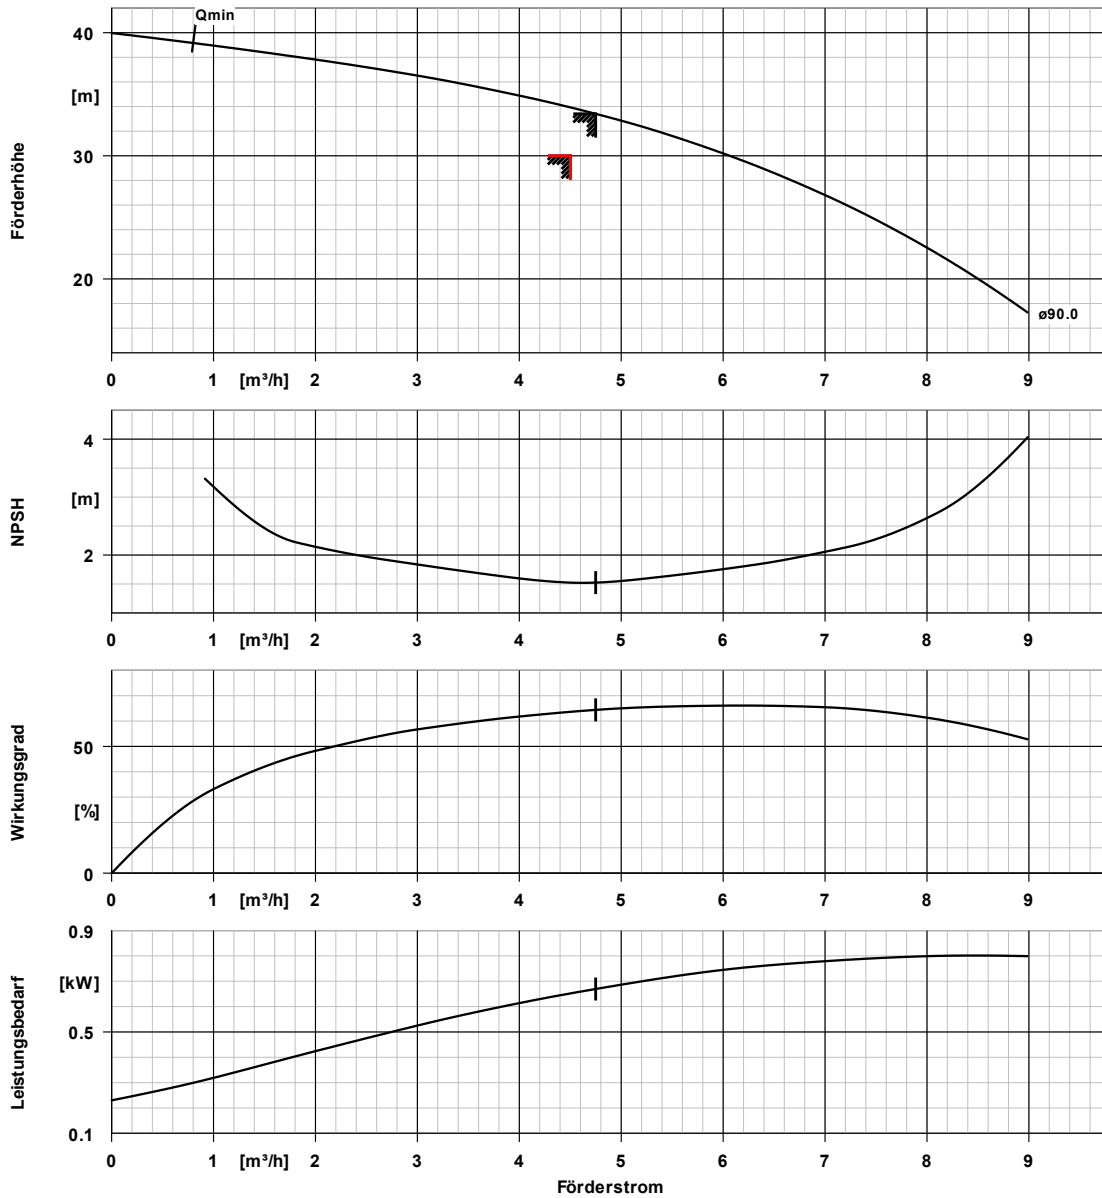 Qmin
40
[m]
30
20
Förderhöhe
ø90.0
0 1 [m³/h] 2 3 4 5 6 7 8 9
4
[m]
2
NPSH
0 1 [m³/h] 2 3 4 5 6 7 8 9
50
[%]
0
Wirkungsgrad
0 1 [m³/h] 2 3 4 5 6 7 8 9
0.9
[kW]
0.5
0.1
Leistungsbedarf
0 1 [m³/h] 2 3 4 5 6 7 8 9
Förderstrom